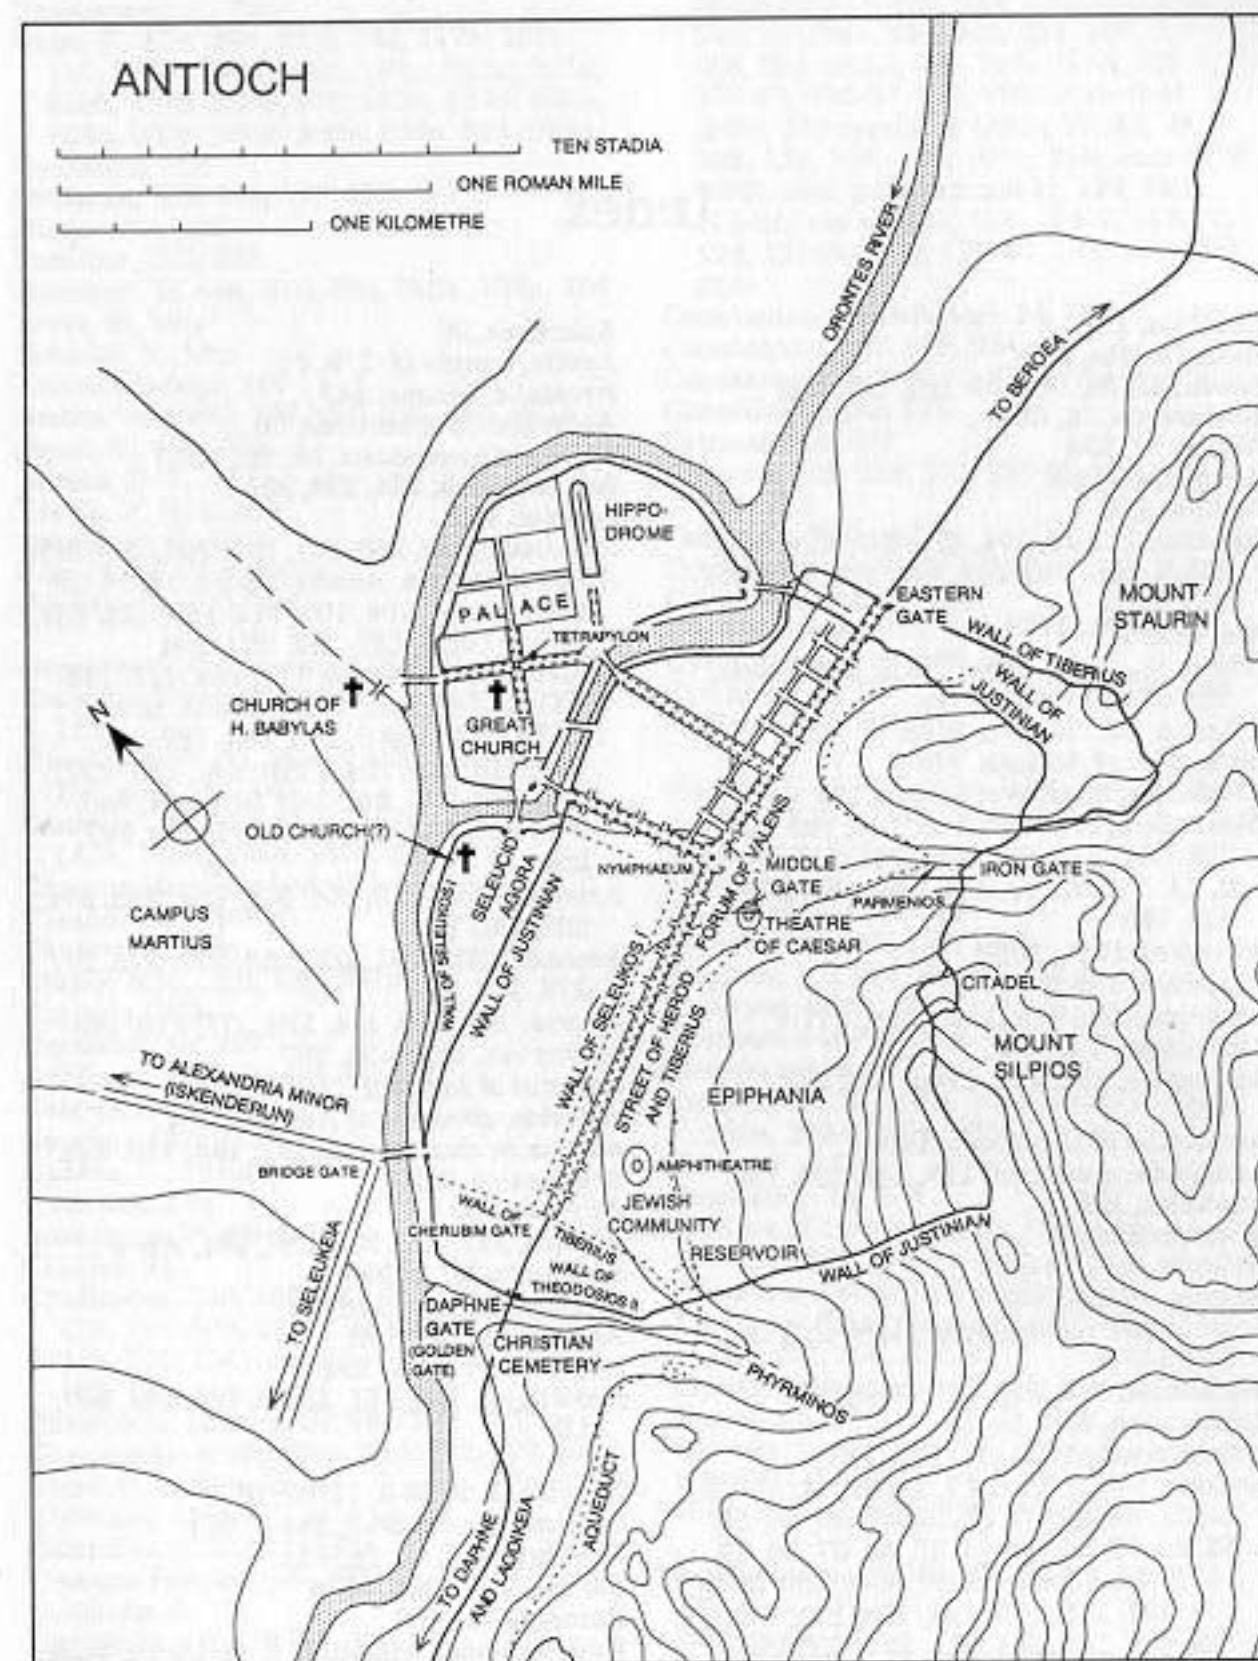 ANTIOCH
TEN STADIA
ONE ROMAN MILE
ONE KILOMETRE
ORONTES RIVER
TO BEROEA
HIPPO-
DROME
PALACE
TETRAPYLON
EASTERN
GATE
MOUNT
STAURIN
WALL OF TIBERIUS
WALL OF
JUSTINIAN
CHURCH OF
H. BABYLAS
GREAT
CHURCH
N
OLD CHURCH(?)
SELEUCID
AGORA
NYMPHAEUM
FORUM OF VALENS
MIDDLE
GATE
IRON GATE
PARMENIOS
THEATRE
OF CAESAR
CAMPUS
MARTIUS
WALL OF SELEUKOS I
WALL OF JUSTINIAN
WALL OF SELEUKOS I
STREET OF HEROD
AND TIBERIUS
CITADEL
MOUNT
SILPIOS
EPIPHANIA
TO ALEXANDRIA MINOR
(ISKENDERUN)
BRIDGE GATE
AMPHITHEATRE
JEWISH
COMMUNITY
WALL OF
TIBERIUS
CHERUBIM GATE
RESERVOIR
WALL OF JUSTINIAN
WALL OF
THEODOSIOS II
TO SELEUKEIA
DAPHNE
GATE
(GOLDEN
GATE)
CHRISTIAN
CEMETERY
PHYRMINOS
AQUEDUCT
TO DAPHNE
AND LAODIKEIA